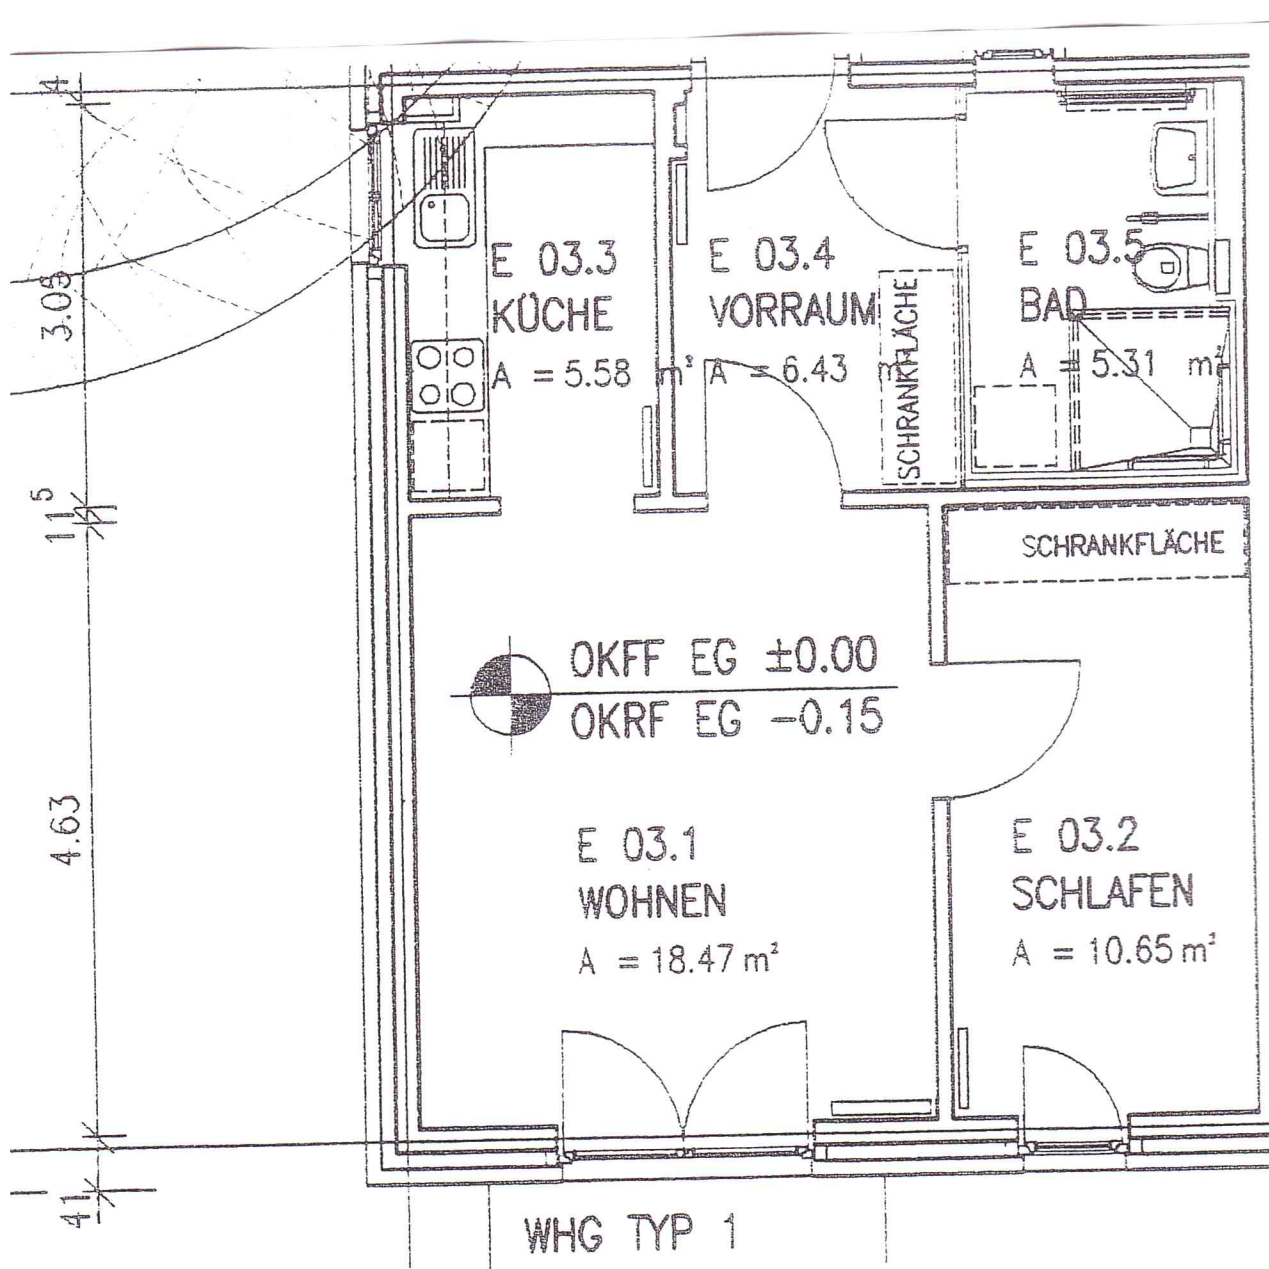 4
3.05
11⁵
4.63
41
E 03.3
KÜCHE
A = 5.58 m²
E 03.4
VORRAUM
A = 6.43 m²
SCHRANKFLÄCHE
E 03.5
BAD
A = 5.31 m²
SCHRANKFLÄCHE
OKFF EG ±0.00
OKRF EG -0.15
E 03.1
WOHNEN
A = 18.47 m²
E 03.2
SCHLAFEN
A = 10.65 m²
WHG TYP 1